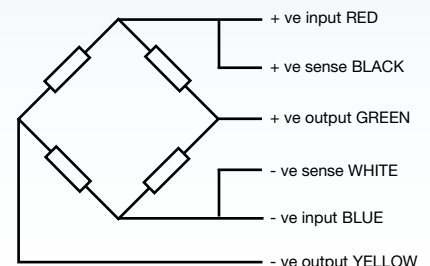 + ve input RED
+ ve sense BLACK
+ ve output GREEN
- ve sense WHITE
- ve input BLUE
- ve output YELLOW